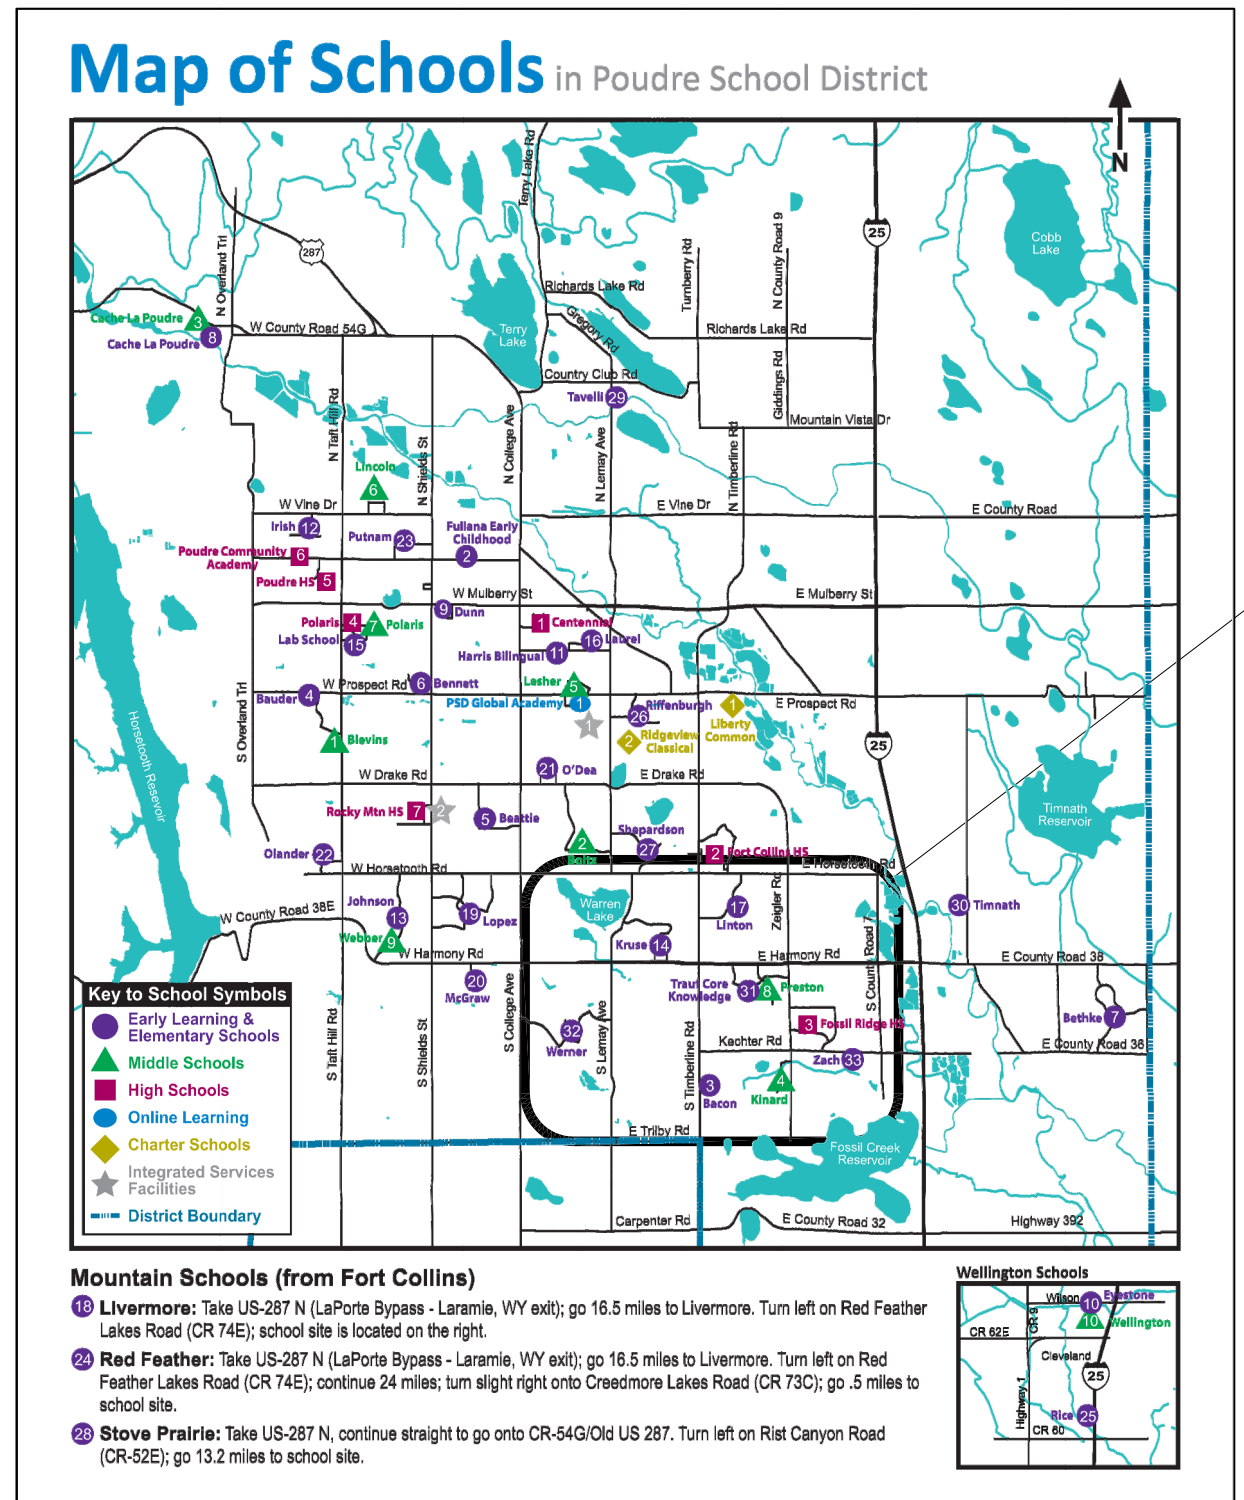 Map of Schools in Poudre School District
N
Terry Lake Rd
N Overland Trl
287
Turnberry Rd
N County Road 9
25
Cobb
Lake
Richards Lake Rd
Cache La Poudre 3
W County Road 54G
Cache La Poudre 8
Terry
Lake
Gregory Rd
Richards Lake Rd
Country Club Rd
Giddings Rd
Tavelli 29
N Taft Hill Rd
N Shields St
N College Ave
N Lemay Ave
N Timberline Rd
Mountain Vista Dr
Lincoln
6
W Vine Dr
E Vine Dr
E County Road
Irish 12
Putnam 23
Fullana Early
Childhood
2
Poudre Community
Academy
6
Poudre HS 5
W Mulberry St
E Mulberry St
9 Dunn
Polaris 4
7 Polaris
1 Centennial
Lab School 15
16 Laurel
Harris Bilingual 11
Lesher 5
W Prospect Rd
6 Bennett
Bauder 4
PSD Global Academy 1
E Prospect Rd
Riffenburgh
26
1
Liberty
Common
2
Ridgeview
Classical
1 Blevins
S Overland Trl
Horsetooth Resevoir
W Drake Rd
21 O'Dea
E Drake Rd
25
Timnath
Reservoir
Rocky Mtn HS 7
2
5 Beattie
Shepardson
27
2
Boltz
2 Fort Collins HS
Olander 22
W Horsetooth Rd
E Horsetooth Rd
Johnson
13
19 Lopez
Warren
Lake
17
Linton
Zeigler Rd
30 Timnath
W County Road 38E
Webber 9
W Harmony Rd
Kruse 14
E Harmony Rd
S County Road 7
E County Road 38
20
McGraw
Traut Core
Knowledge
31
8 Preston
3 Fossil Ridge HS
Bethke 7
S Taft Hill Rd
S Shields St
S College Ave
32
Werner
S Lemay Ave
S Timberline Rd
Kechter Rd
Zach 33
E County Road 36
3
Bacon
4
Kinard
E Trilby Rd
Fossil Creek
Reservoir
Carpenter Rd
E County Road 32
Highway 392
Key to School Symbols
Early Learning &
Elementary Schools
Middle Schools
High Schools
Online Learning
Charter Schools
Integrated Services
Facilities
District Boundary
Mountain Schools (from Fort Collins)
18 Livermore: Take US-287 N (LaPorte Bypass - Laramie, WY exit); go 16.5 miles to Livermore. Turn left on Red Feather
Lakes Road (CR 74E); school site is located on the right.
24 Red Feather: Take US-287 N (LaPorte Bypass - Laramie, WY exit); go 16.5 miles to Livermore. Turn left on Red
Feather Lakes Road (CR 74E); continue 24 miles; turn slight right onto Creedmore Lakes Road (CR 73C); go .5 miles to
school site.
28 Stove Prairie: Take US-287 N, continue straight to go onto CR-54G/Old US 287. Turn left on Rist Canyon Road
(CR-52E); go 13.2 miles to school site.
Wellington Schools
Wilson
10 Eyestone
CR 9
10 Wellington
CR 62E
Cleveland
25
Highway 1
Rice 25
CR 60